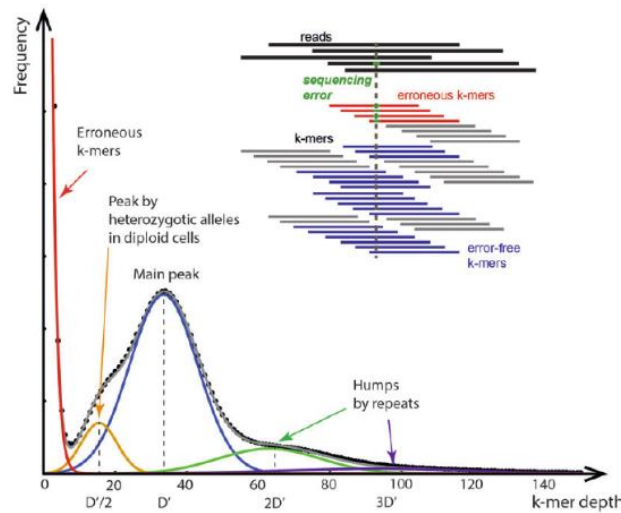 Frequency
reads
sequencing
error
erroneous k-mers
k-mers
error-free
k-mers
Erroneous
k-mers
Peak by
heterozygotic alleles
in diploid cells
Main peak
Humps
by repeats
0 20 40 60 80 100 120 140
D'/2 D' 2D' 3D' k-mer depth